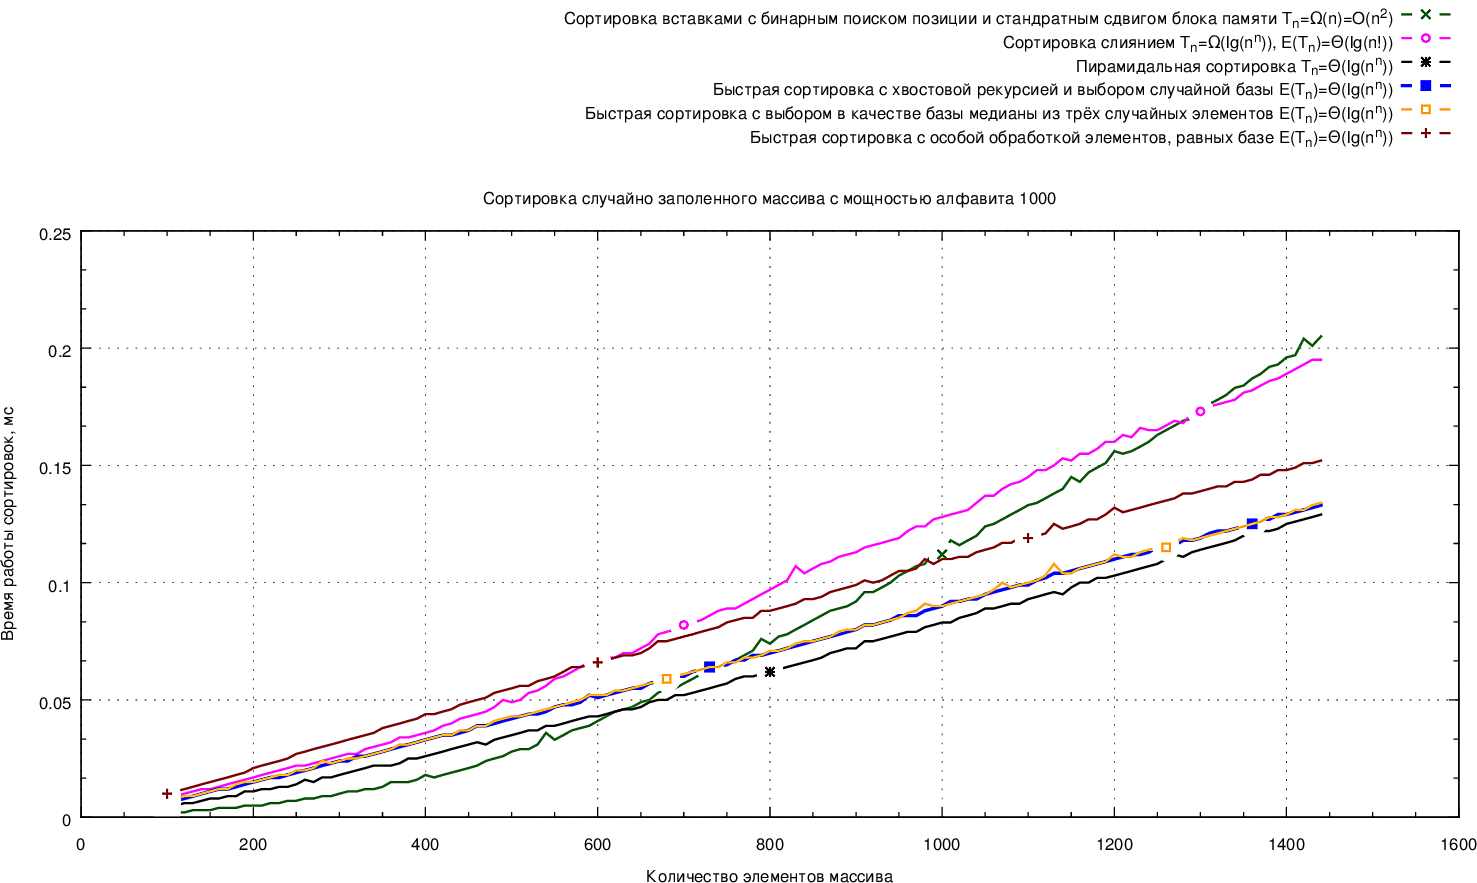 Сортировка вставками с бинарным поиском позиции и стандратным сдвигом блока памяти Tn=Ω(n)=O(n²)
Сортировка слиянием Tn=Ω(lg(nⁿ)), E(Tn)=Θ(lg(n!))
Пирамидальная сортировка Tn=Θ(lg(nⁿ))
Быстрая сортировка с хвостовой рекурсией и выбором случайной базы E(Tn)=Θ(lg(nⁿ))
Быстрая сортировка с выбором в качестве базы медианы из трёх случайных элементов E(Tn)=Θ(lg(nⁿ))
Быстрая сортировка с особой обработкой элементов, равных базе E(Tn)=Θ(lg(nⁿ))
Сортировка случайно заполенного массива с мощностью алфавита 1000
Время работы сортировок, мс
0.25
0.2
0.15
0.1
0.05
0
0 200 400 600 800 1000 1200 1400 1600
Количество элементов массива